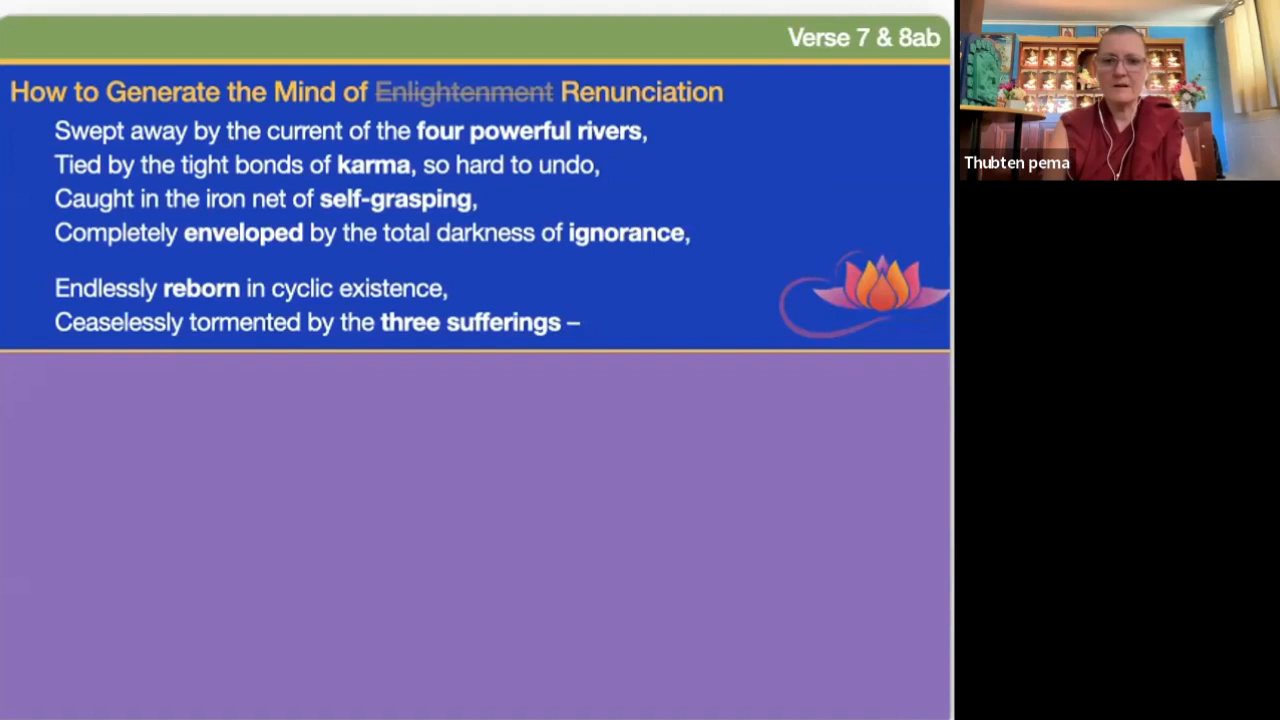 Verse 7 & 8ab
How to Generate the Mind of Enlightenment Renunciation
Swept away by the current of the four powerful rivers,
Tied by the tight bonds of karma, so hard to undo,
Caught in the iron net of self-grasping,
Completely enveloped by the total darkness of ignorance,
Endlessly reborn in cyclic existence,
Ceaselessly tormented by the three sufferings –
Thubten pema